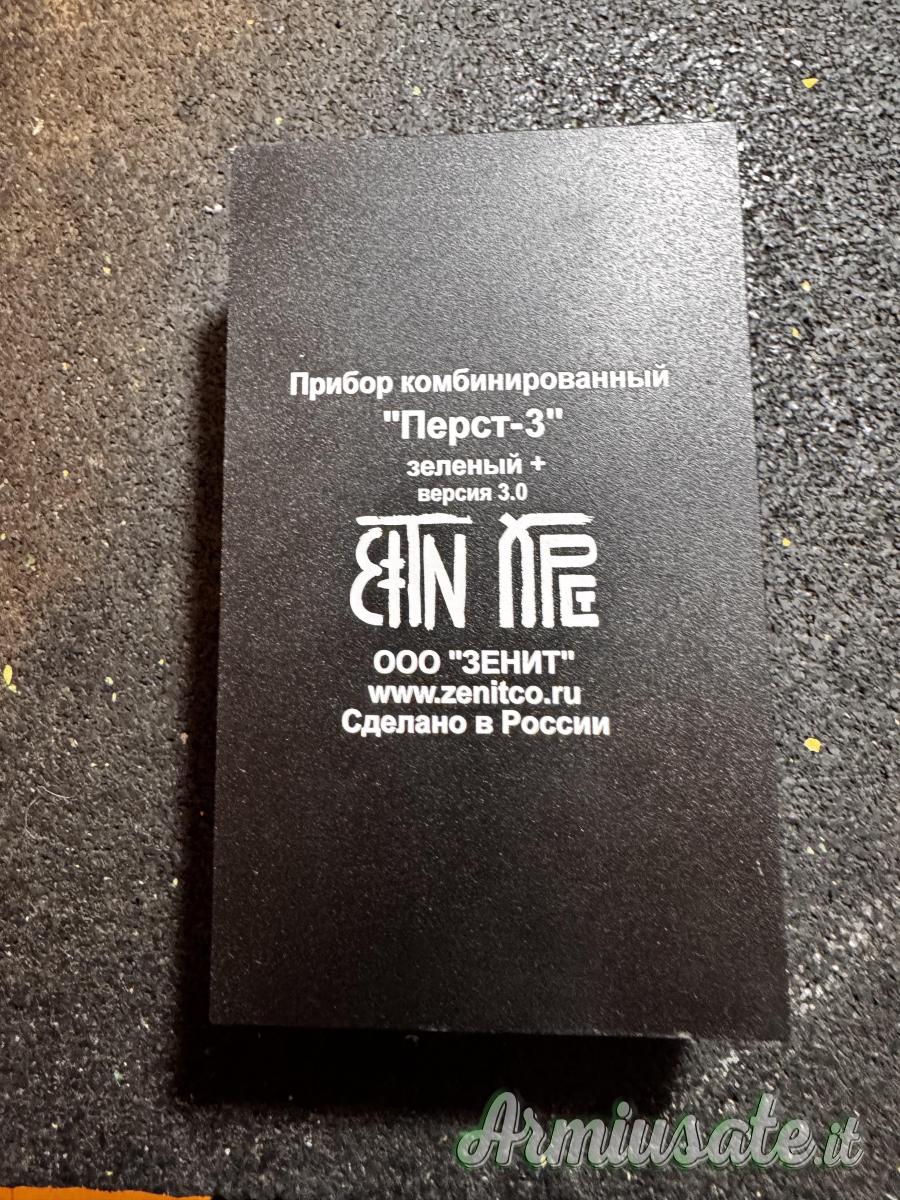 Прибор комбинированный
"Перст-3"
зеленый +
версия 3.0
ООО "ЗЕНИТ"
www.zenitco.ru
Сделано в России
Armiusate.it